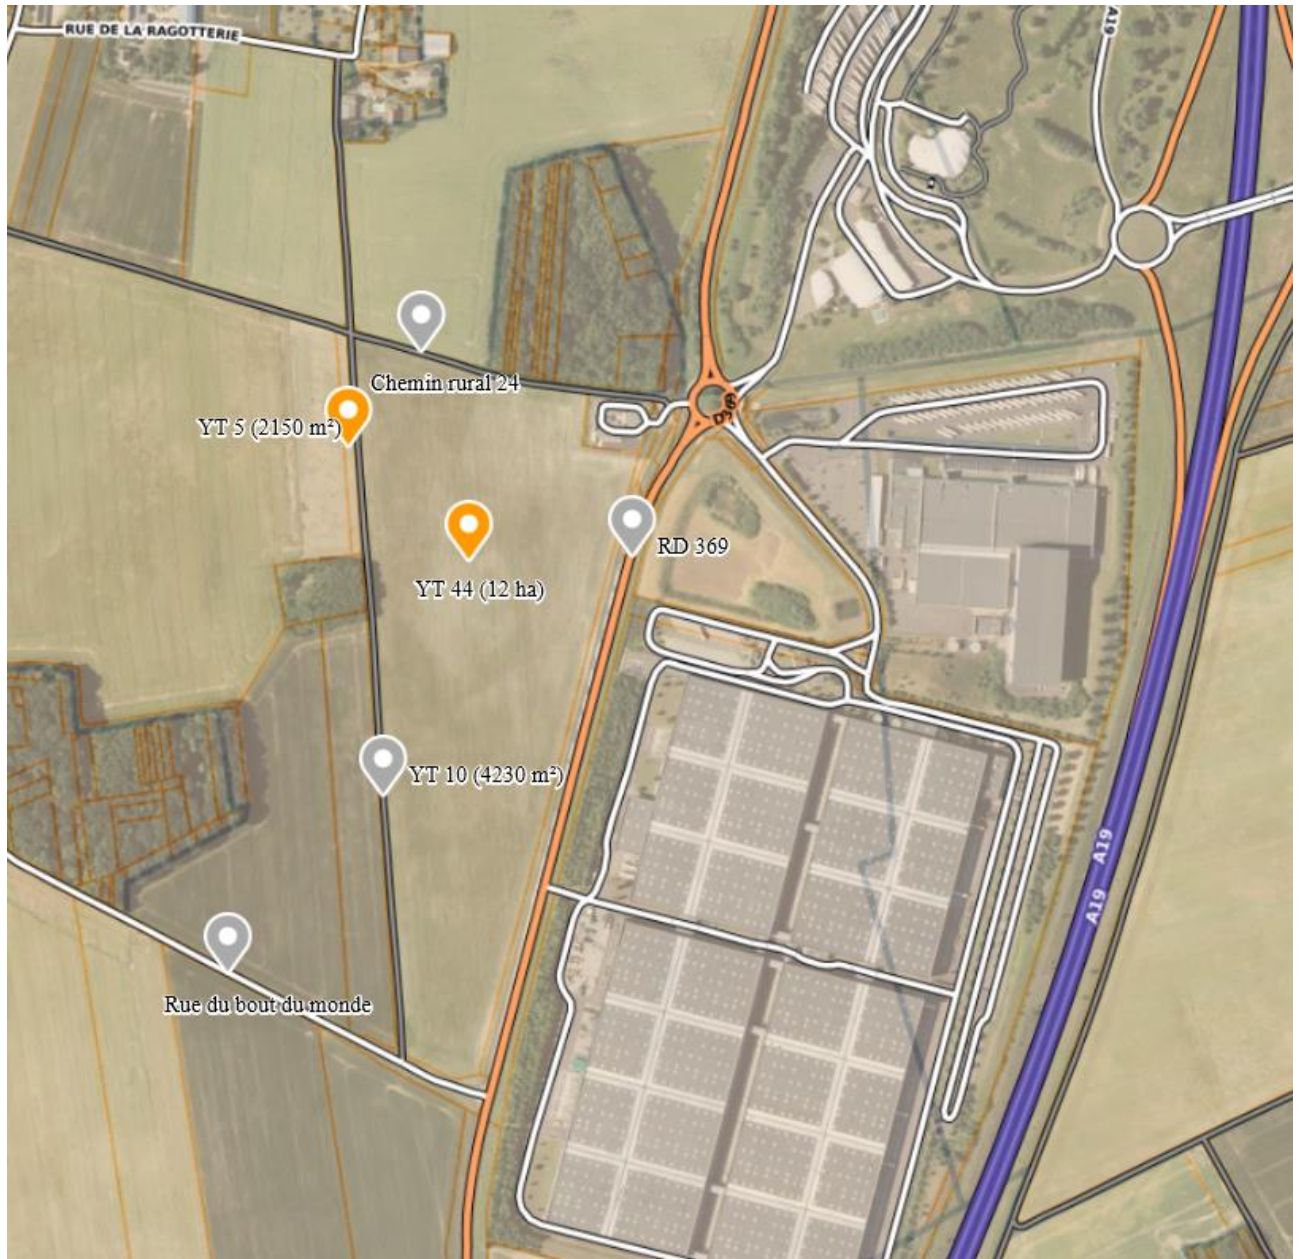 RUE DE LA RAGOTTERIE
A19
Chemin rural 24
D369
YT 5 (2150 m²)
RD 369
YT 44 (12 ha)
YT 10 (4230 m²)
A19
A19
Rue du bout du monde